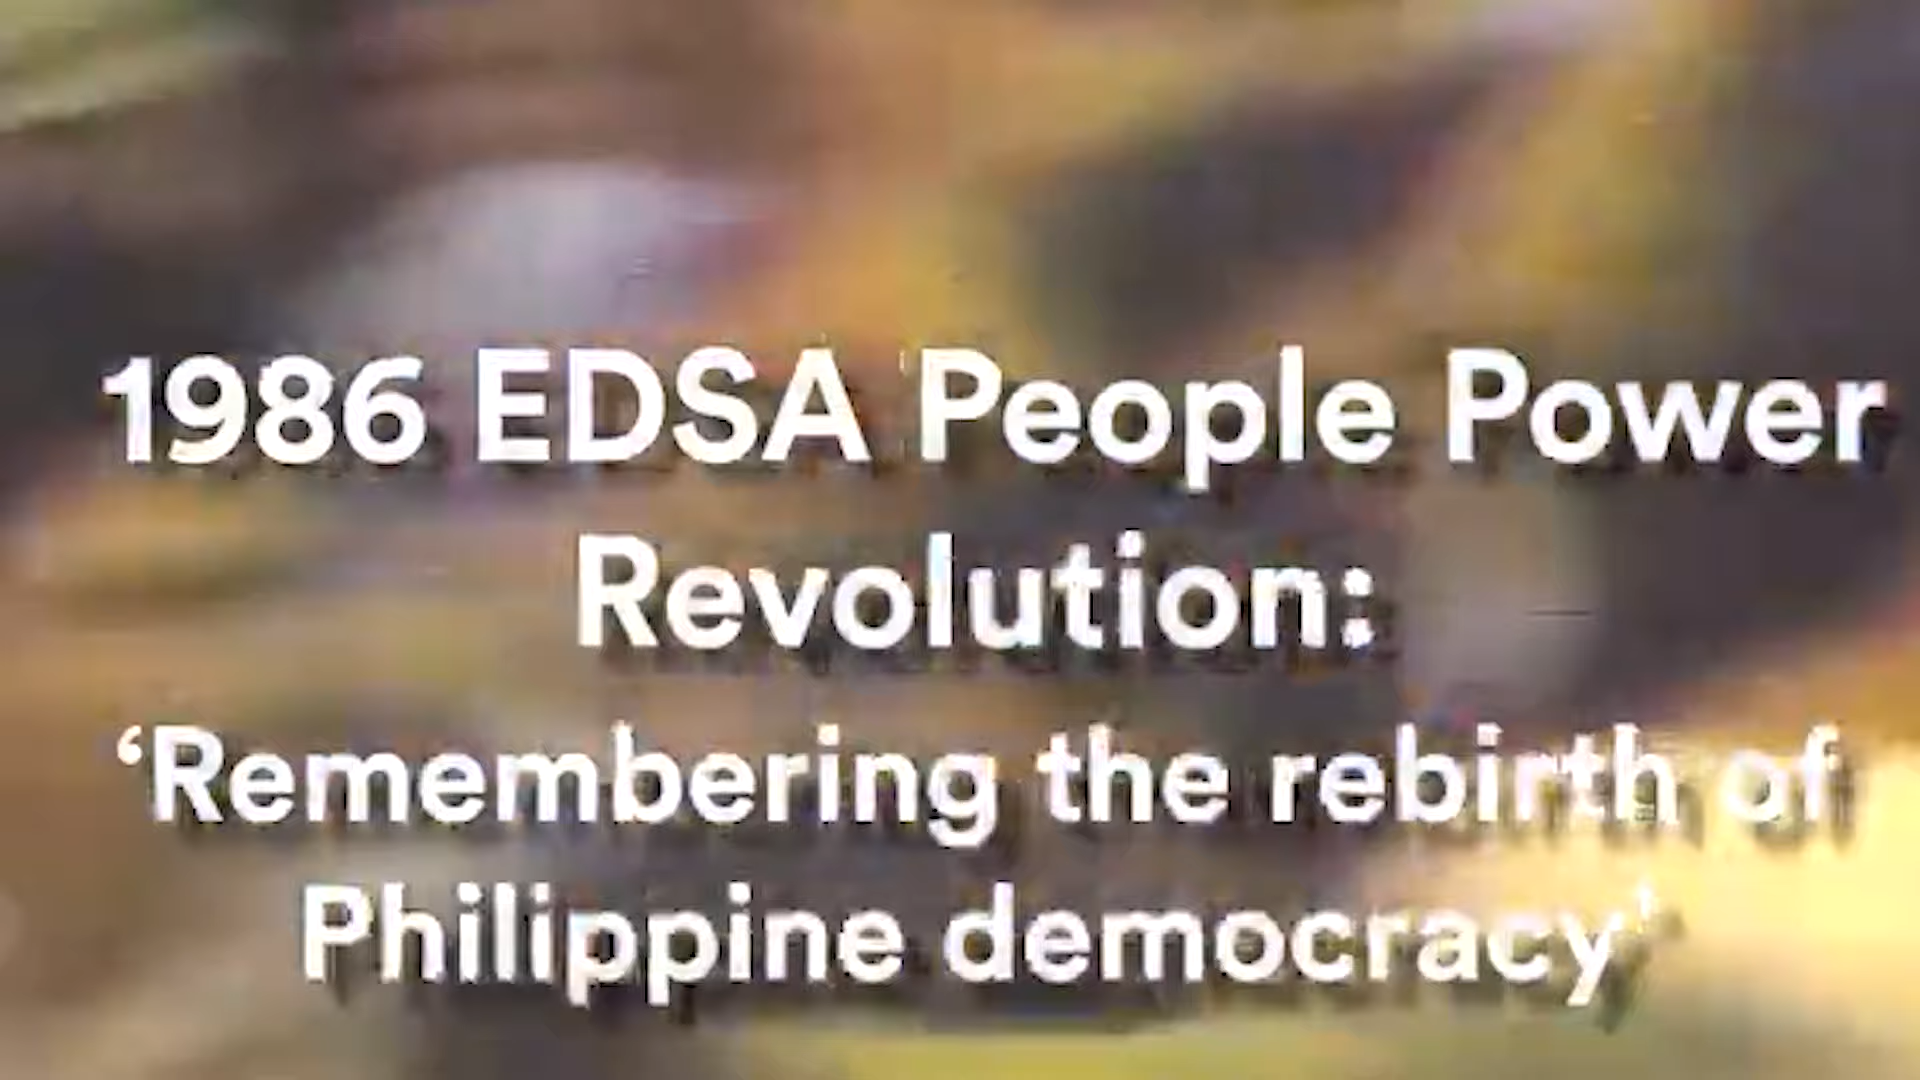 1986 EDSA People Power
Revolution:
‘Remembering the rebirth of
Philippine democracy’